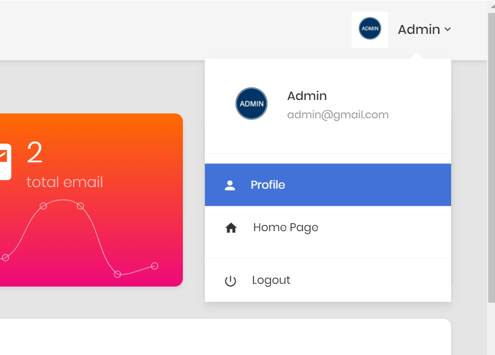 ADMIN Admin
ADMIN Admin
admin@gmail.com
2
total email
Profile
Home Page
Logout